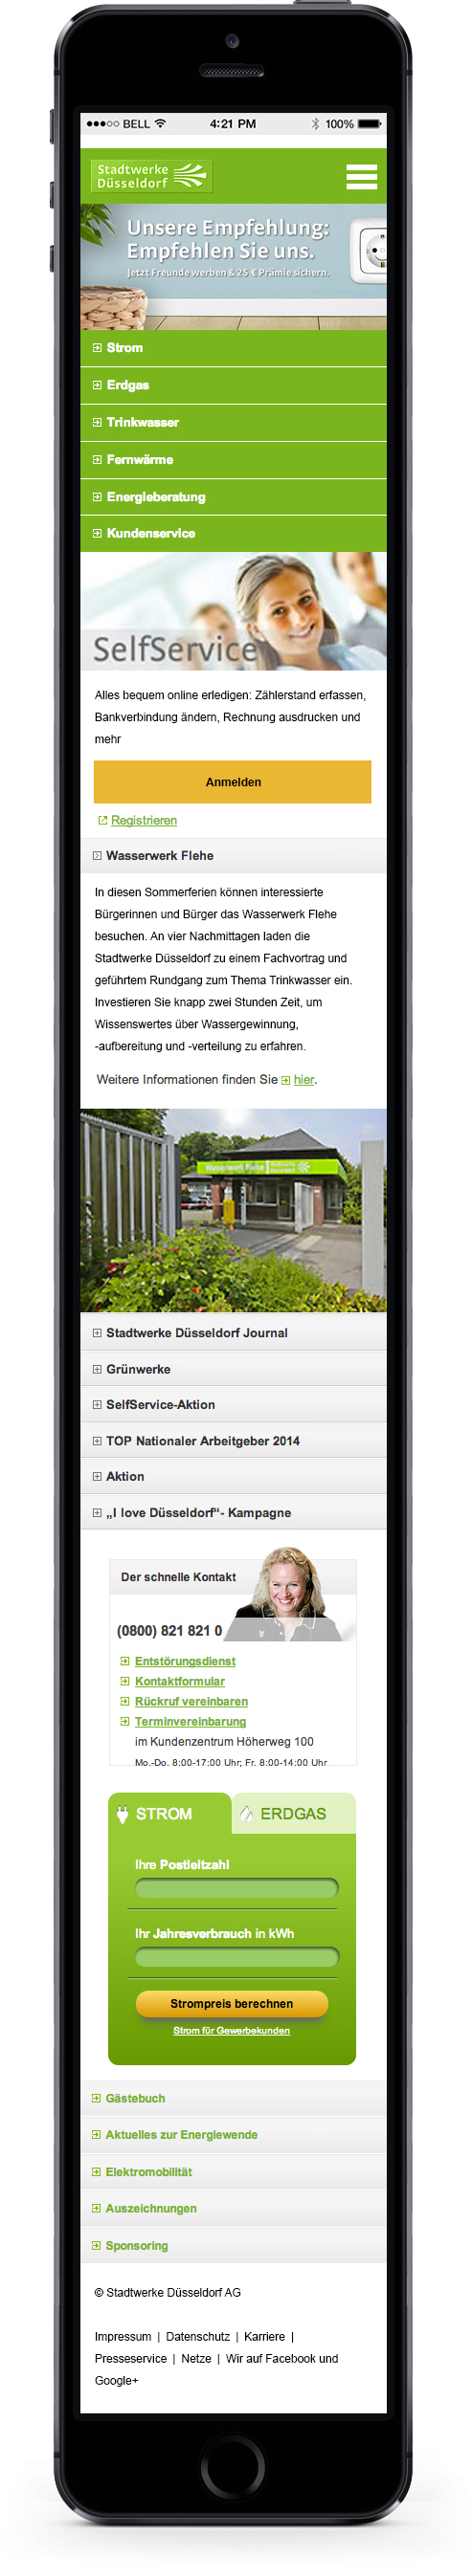 BELL 4:21 PM 100%
Stadtwerke
Düsseldorf
Unsere Empfehlung:
Empfehlen Sie uns.
Jetzt Freunde werben & 25 € Prämie sichern.
Strom
Erdgas
Trinkwasser
Fernwärme
Energieberatung
Kundenservice
SelfService
Alles bequem online erledigen: Zählerstand erfassen,
Bankverbindung ändern, Rechnung ausdrucken und
mehr
Anmelden
Registrieren
Wasserwerk Flehe
In diesen Sommerferien können interessierte
Bürgerinnen und Bürger das Wasserwerk Flehe
besuchen. An vier Nachmittagen laden die
Stadtwerke Düsseldorf zu einem Fachvortrag und
geführtem Rundgang zum Thema Trinkwasser ein.
Investieren Sie knapp zwei Stunden Zeit, um
Wissenswertes über Wassergewinnung,
-aufbereitung und -verteilung zu erfahren.
Weitere Informationen finden Sie hier.
Wasserwerk Flehe Stadtwerke
Düsseldorf
Stadtwerke Düsseldorf Journal
Grünwerke
SelfService-Aktion
TOP Nationaler Arbeitgeber 2014
Aktion
„I love Düsseldorf“- Kampagne
Der schnelle Kontakt
(0800) 821 821 0
Entstörungsdienst
Kontaktformular
Rückruf vereinbaren
Terminvereinbarung
im Kundenzentrum Höherweg 100
Mo.-Do. 8:00-17:00 Uhr; Fr. 8:00-14:00 Uhr
STROM ERDGAS
Ihre Postleitzahl
Ihr Jahresverbrauch in kWh
Strompreis berechnen
Strom für Gewerbekunden
Gästebuch
Aktuelles zur Energiewende
Elektromobilität
Auszeichnungen
Sponsoring
© Stadtwerke Düsseldorf AG
Impressum | Datenschutz | Karriere |
Presseservice | Netze | Wir auf Facebook und
Google+